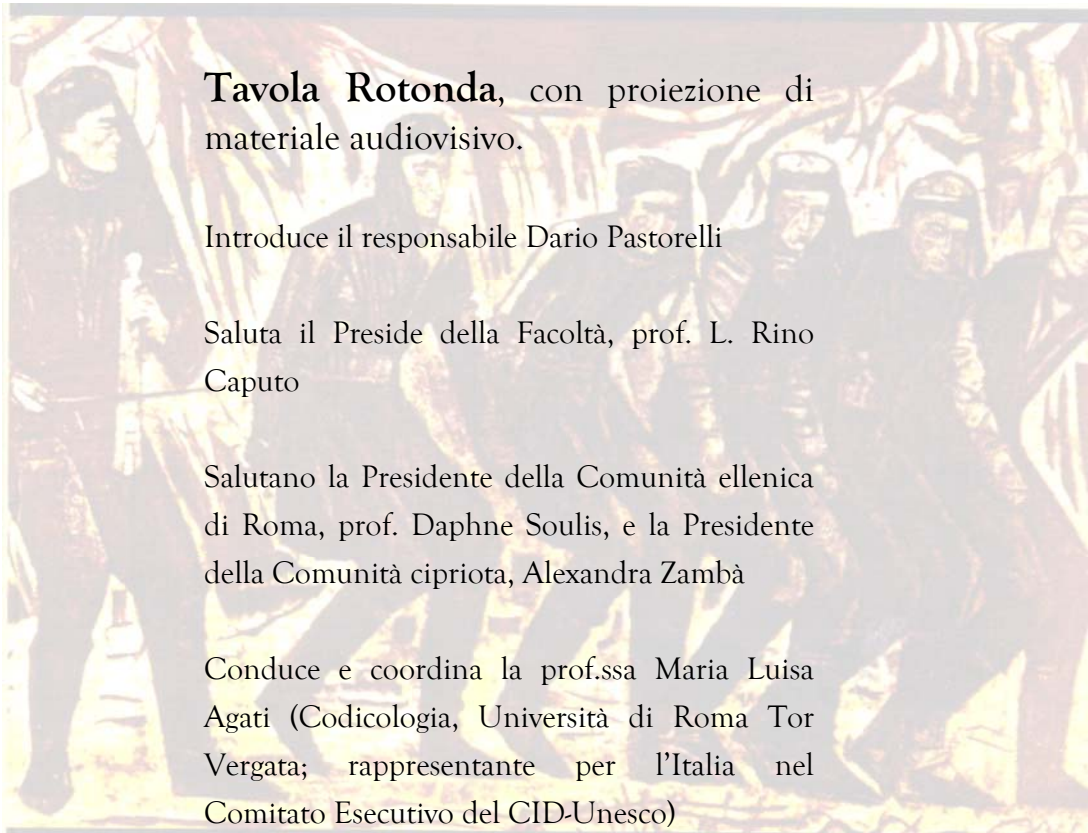 Tavola Rotonda, con proiezione di
materiale audiovisivo.
Introduce il responsabile Dario Pastorelli
Saluta il Preside della Facoltà, prof. L. Rino
Caputo
Salutano la Presidente della Comunità ellenica
di Roma, prof. Daphne Soulis, e la Presidente
della Comunità cipriota, Alexandra Zambà
Conduce e coordina la prof.ssa Maria Luisa
Agati (Codicologia, Università di Roma Tor
Vergata; rappresentante per l'Italia nel
Comitato Esecutivo del CID-Unesco)